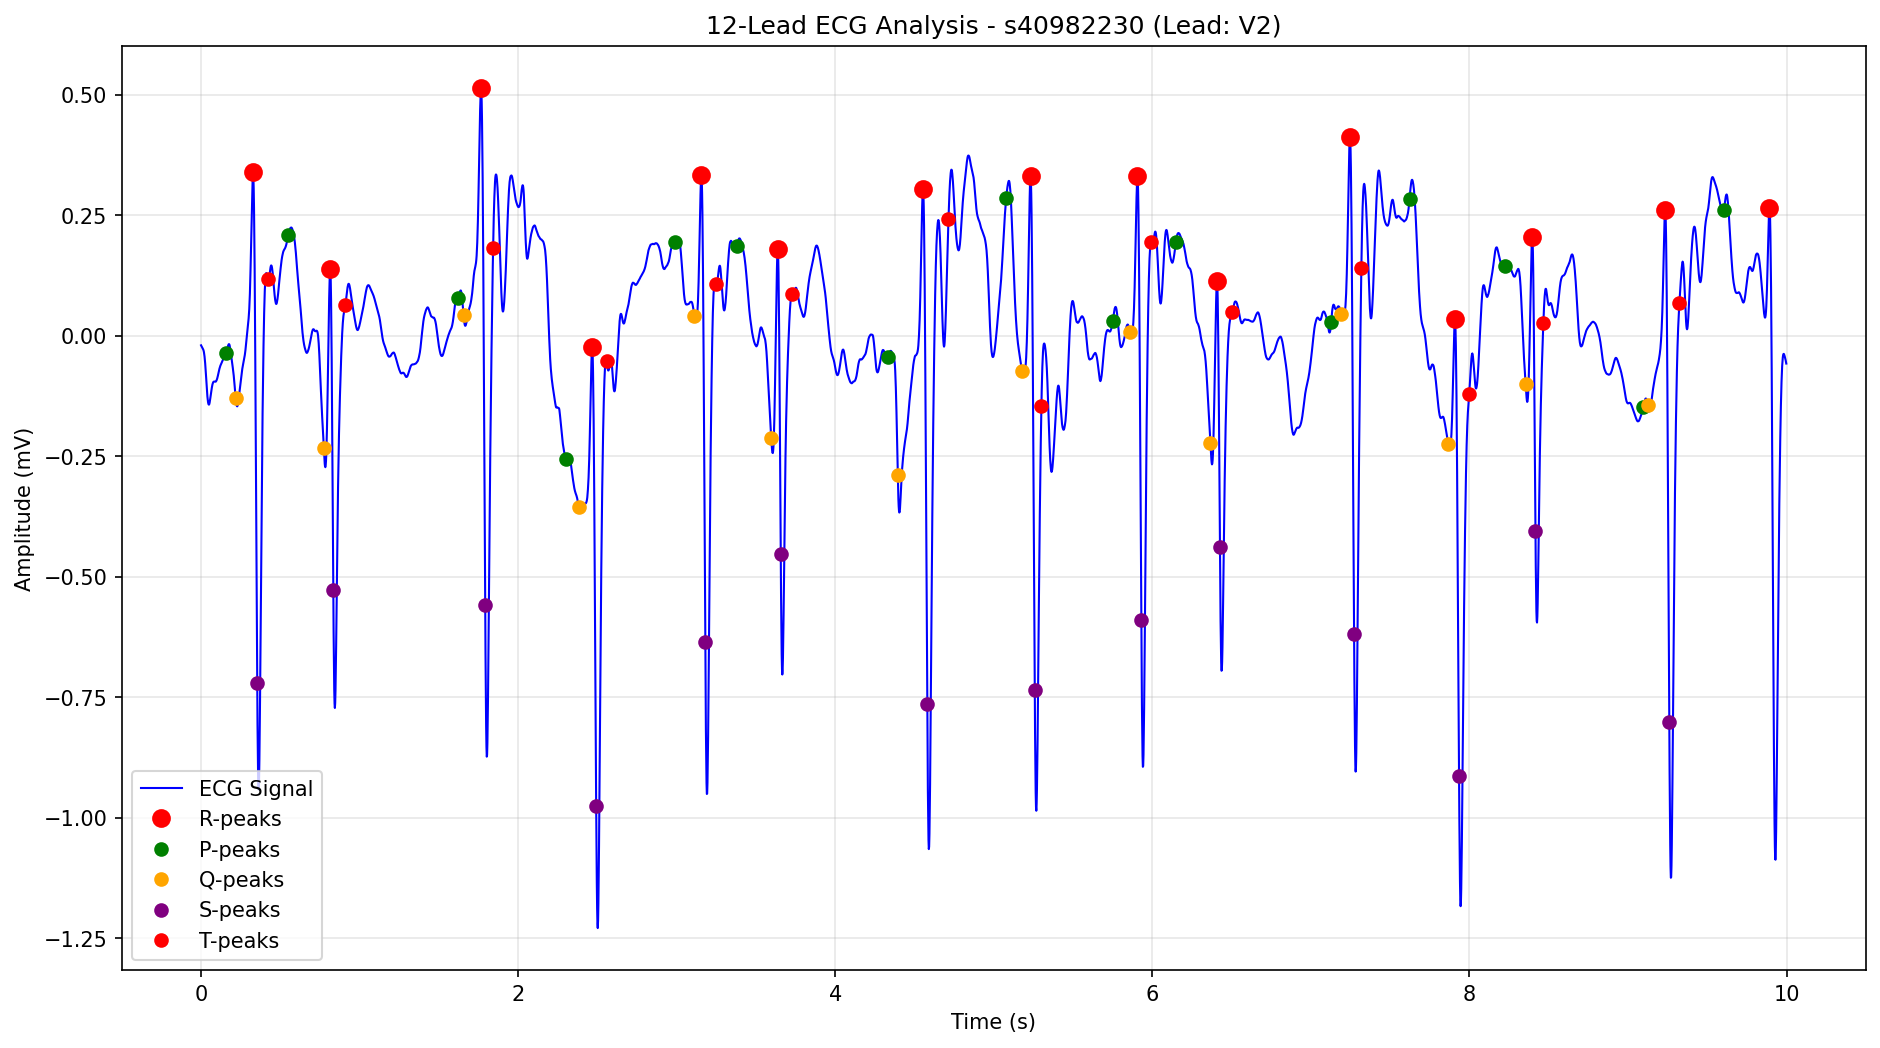 12-Lead ECG Analysis - s40982230 (Lead: V2)
0.50
0.25
0.00
−0.25
−0.50
−0.75
−1.00
−1.25
Amplitude (mV)
ECG Signal
R-peaks
P-peaks
Q-peaks
S-peaks
T-peaks
0 2 4 6 8 10
Time (s)